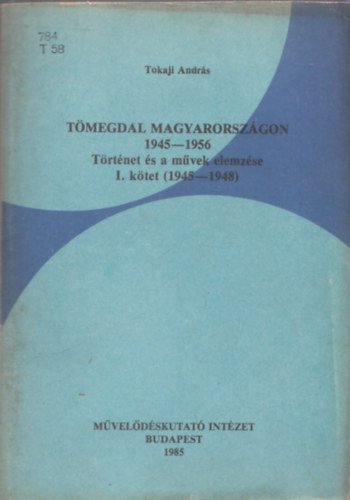 784
T 58
Tokaji András
TÖMEGDAL MAGYARORSZÁGON
1945—1956
Történet és a művek elemzése
I. kötet (1945—1948)
MŰVELŐDÉSKUTATÓ INTÉZET
BUDAPEST
1985